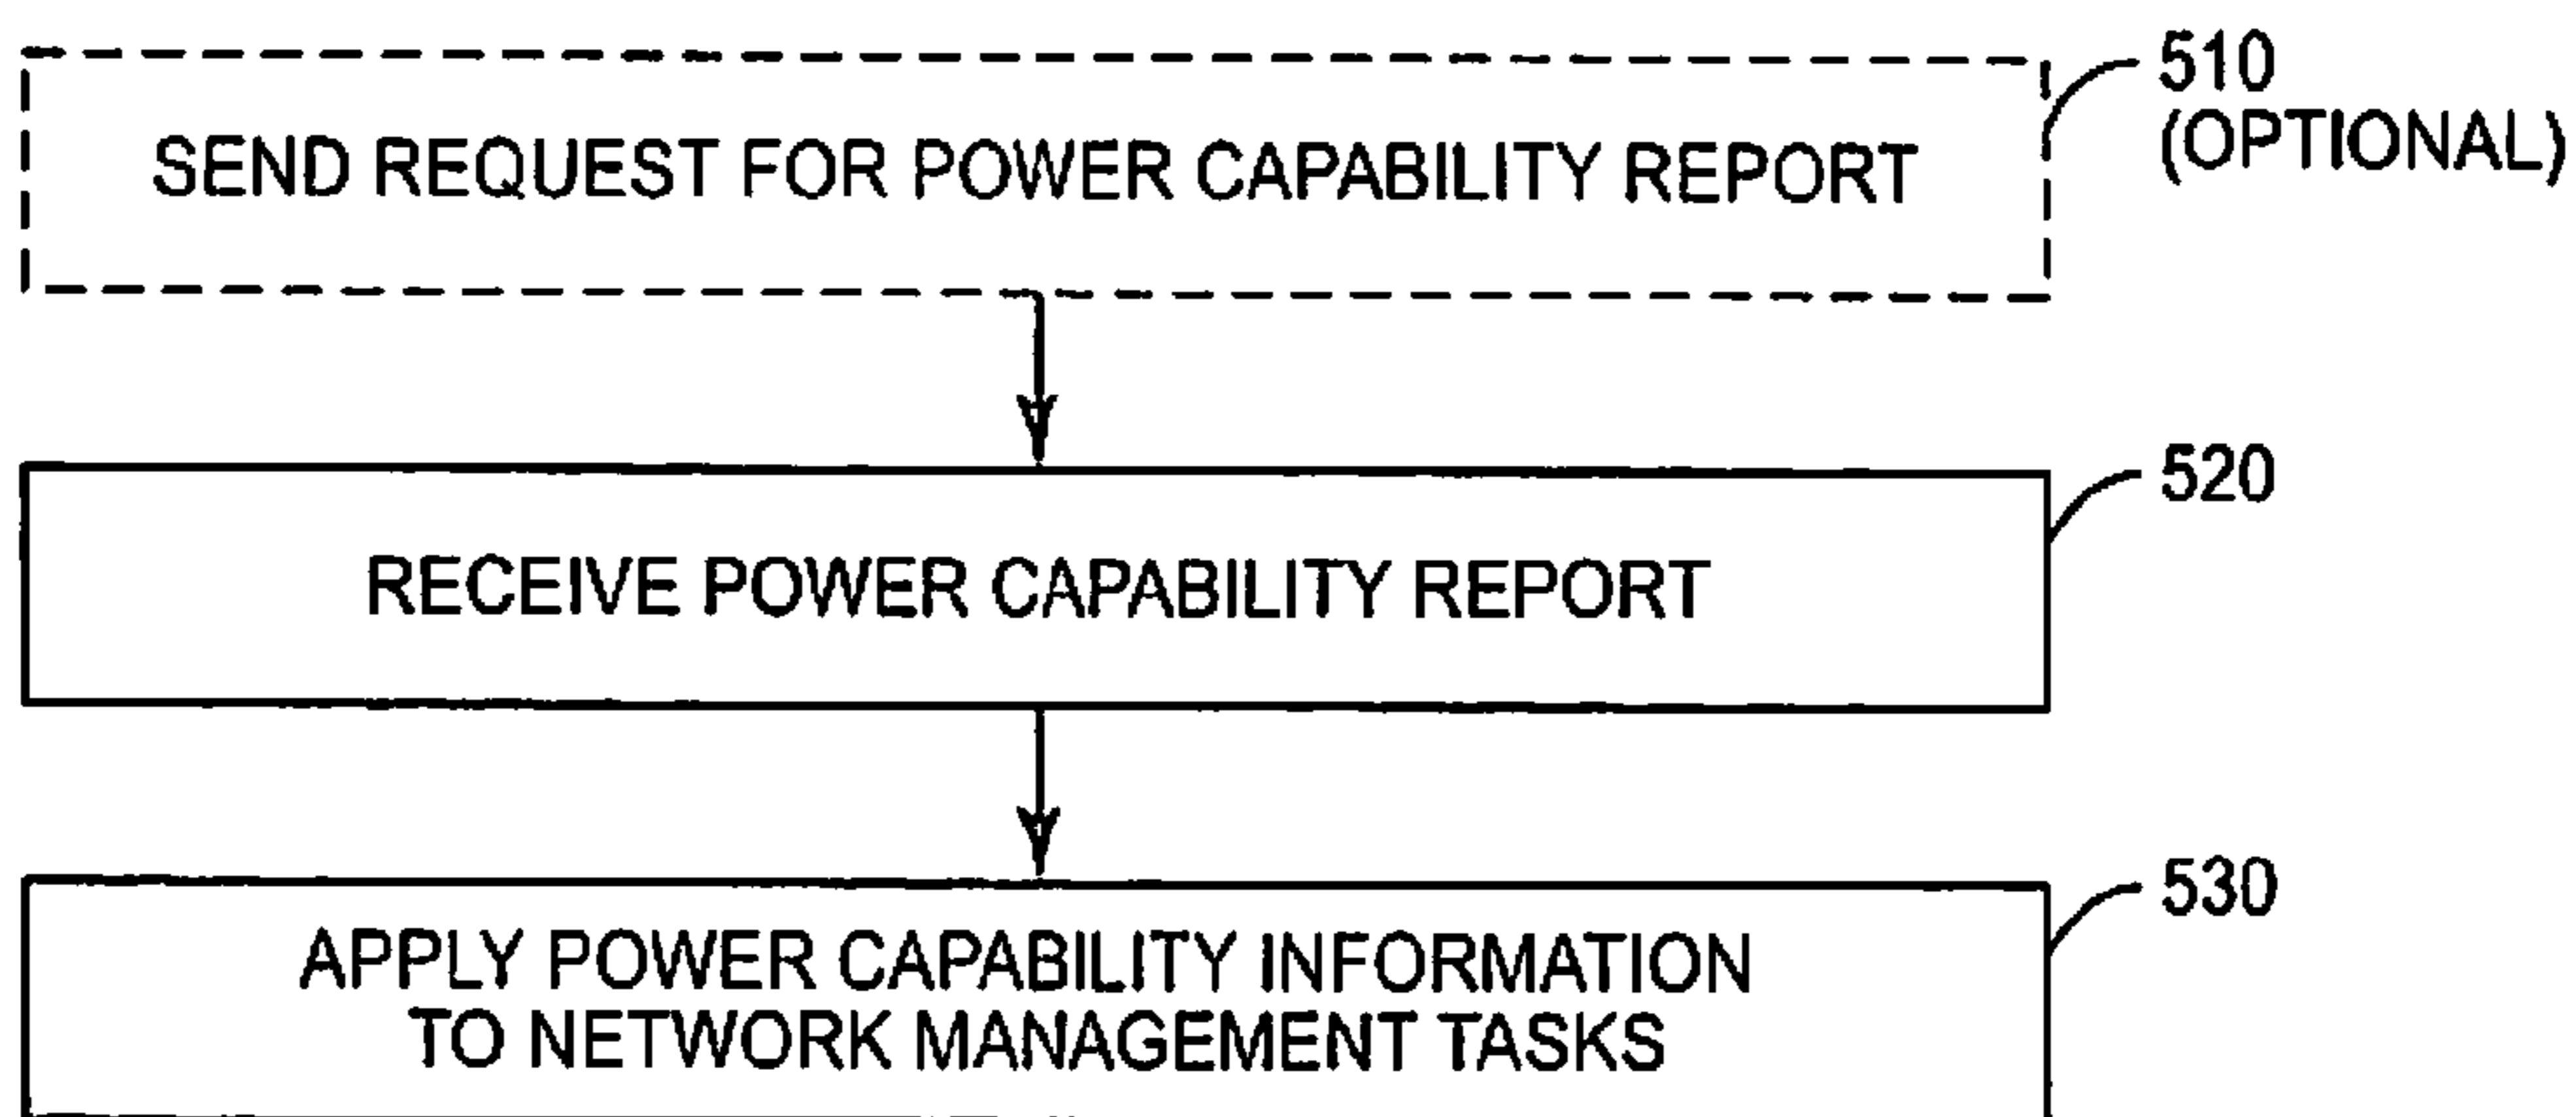 SEND REQUEST FOR POWER CAPABILITY REPORT
510
(OPTIONAL)
RECEIVE POWER CAPABILITY REPORT
520
APPLY POWER CAPABILITY INFORMATION
TO NETWORK MANAGEMENT TASKS
530